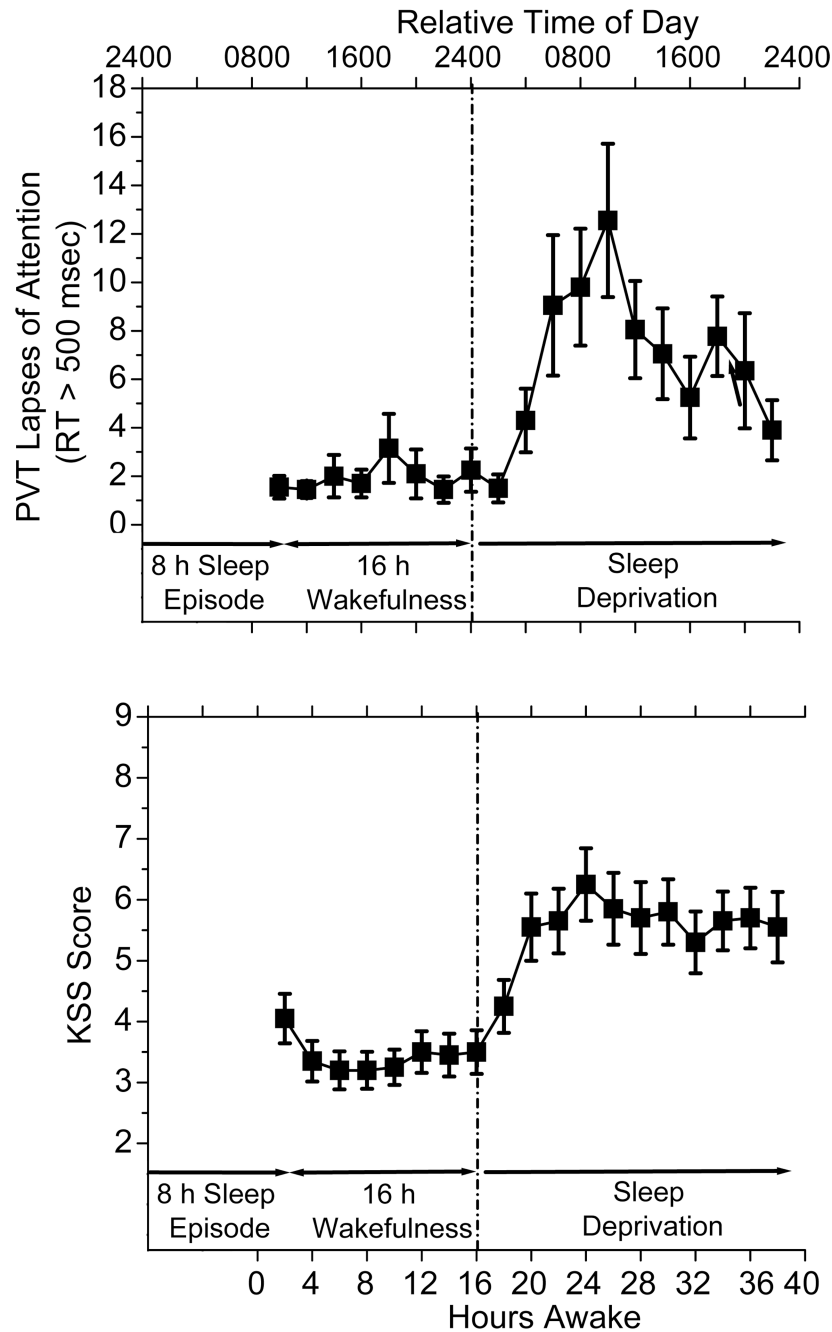 Relative Time of Day
2400 0800 1600 2400 0800 1600 2400
18
16
14
12
10
8
6
4
2
0
PVT Lapses of Attention
(RT > 500 msec)
8 h Sleep
Episode
16 h
Wakefulness
Sleep
Deprivation
9
8
7
6
5
4
3
2
KSS Score
8 h Sleep
Episode
16 h
Wakefulness
Sleep
Deprivation
0 4 8 12 16 20 24 28 32 36 40
Hours Awake